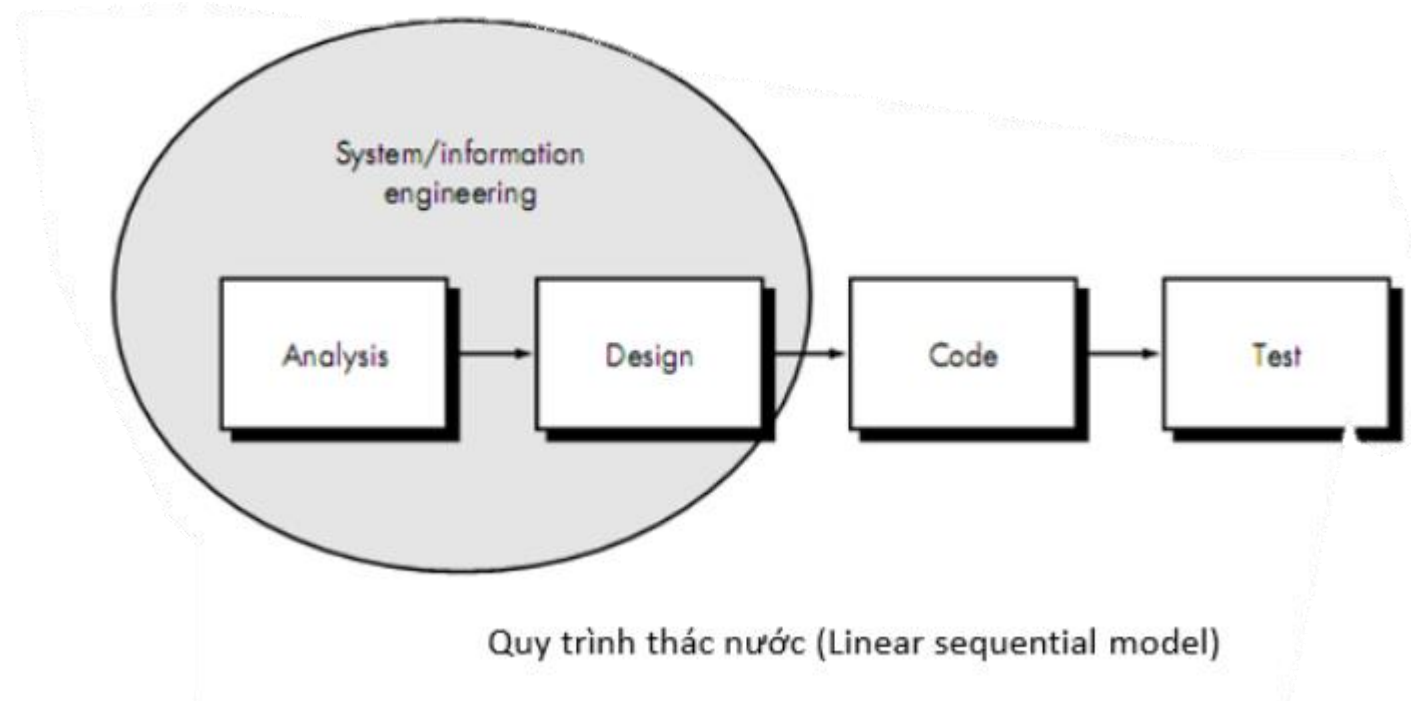 System/information
engineering
Analysis
Design
Code
Test
Quy trình thác nước (Linear sequential model)